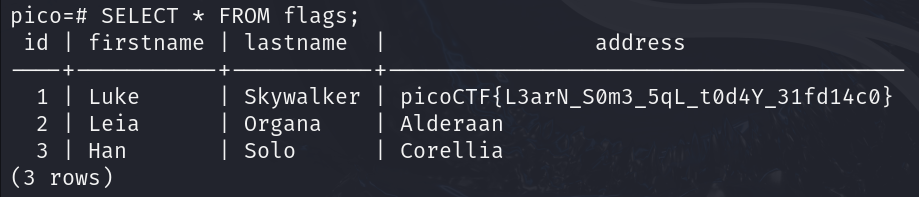 pico=# SELECT * FROM flags;
 id | firstname | lastname  |                address
----+-----------+-----------+----------------------------------------
  1 | Luke      | Skywalker | picoCTF{L3arN_S0m3_5qL_t0d4Y_31fd14c0}
  2 | Leia      | Organa    | Alderaan
  3 | Han       | Solo      | Corellia
(3 rows)